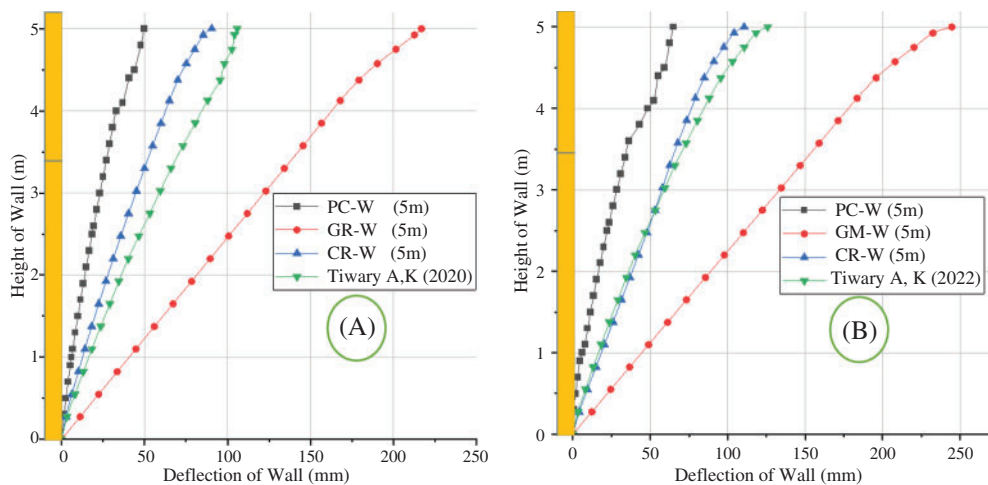 Height of Wall (m)
5
4
3
2
1
0
PC-W (5m)
GR-W (5m)
CR-W (5m)
Tiwary A,K (2020)
(A)
0 50 100 150 200 250
Deflection of Wall (mm)
Height of Wall (m)
5
4
3
2
1
0
PC-W (5m)
GM-W (5m)
CR-W (5m)
Tiwary A, K (2022)
(B)
0 50 100 150 200 250
Deflection of Wall (mm)